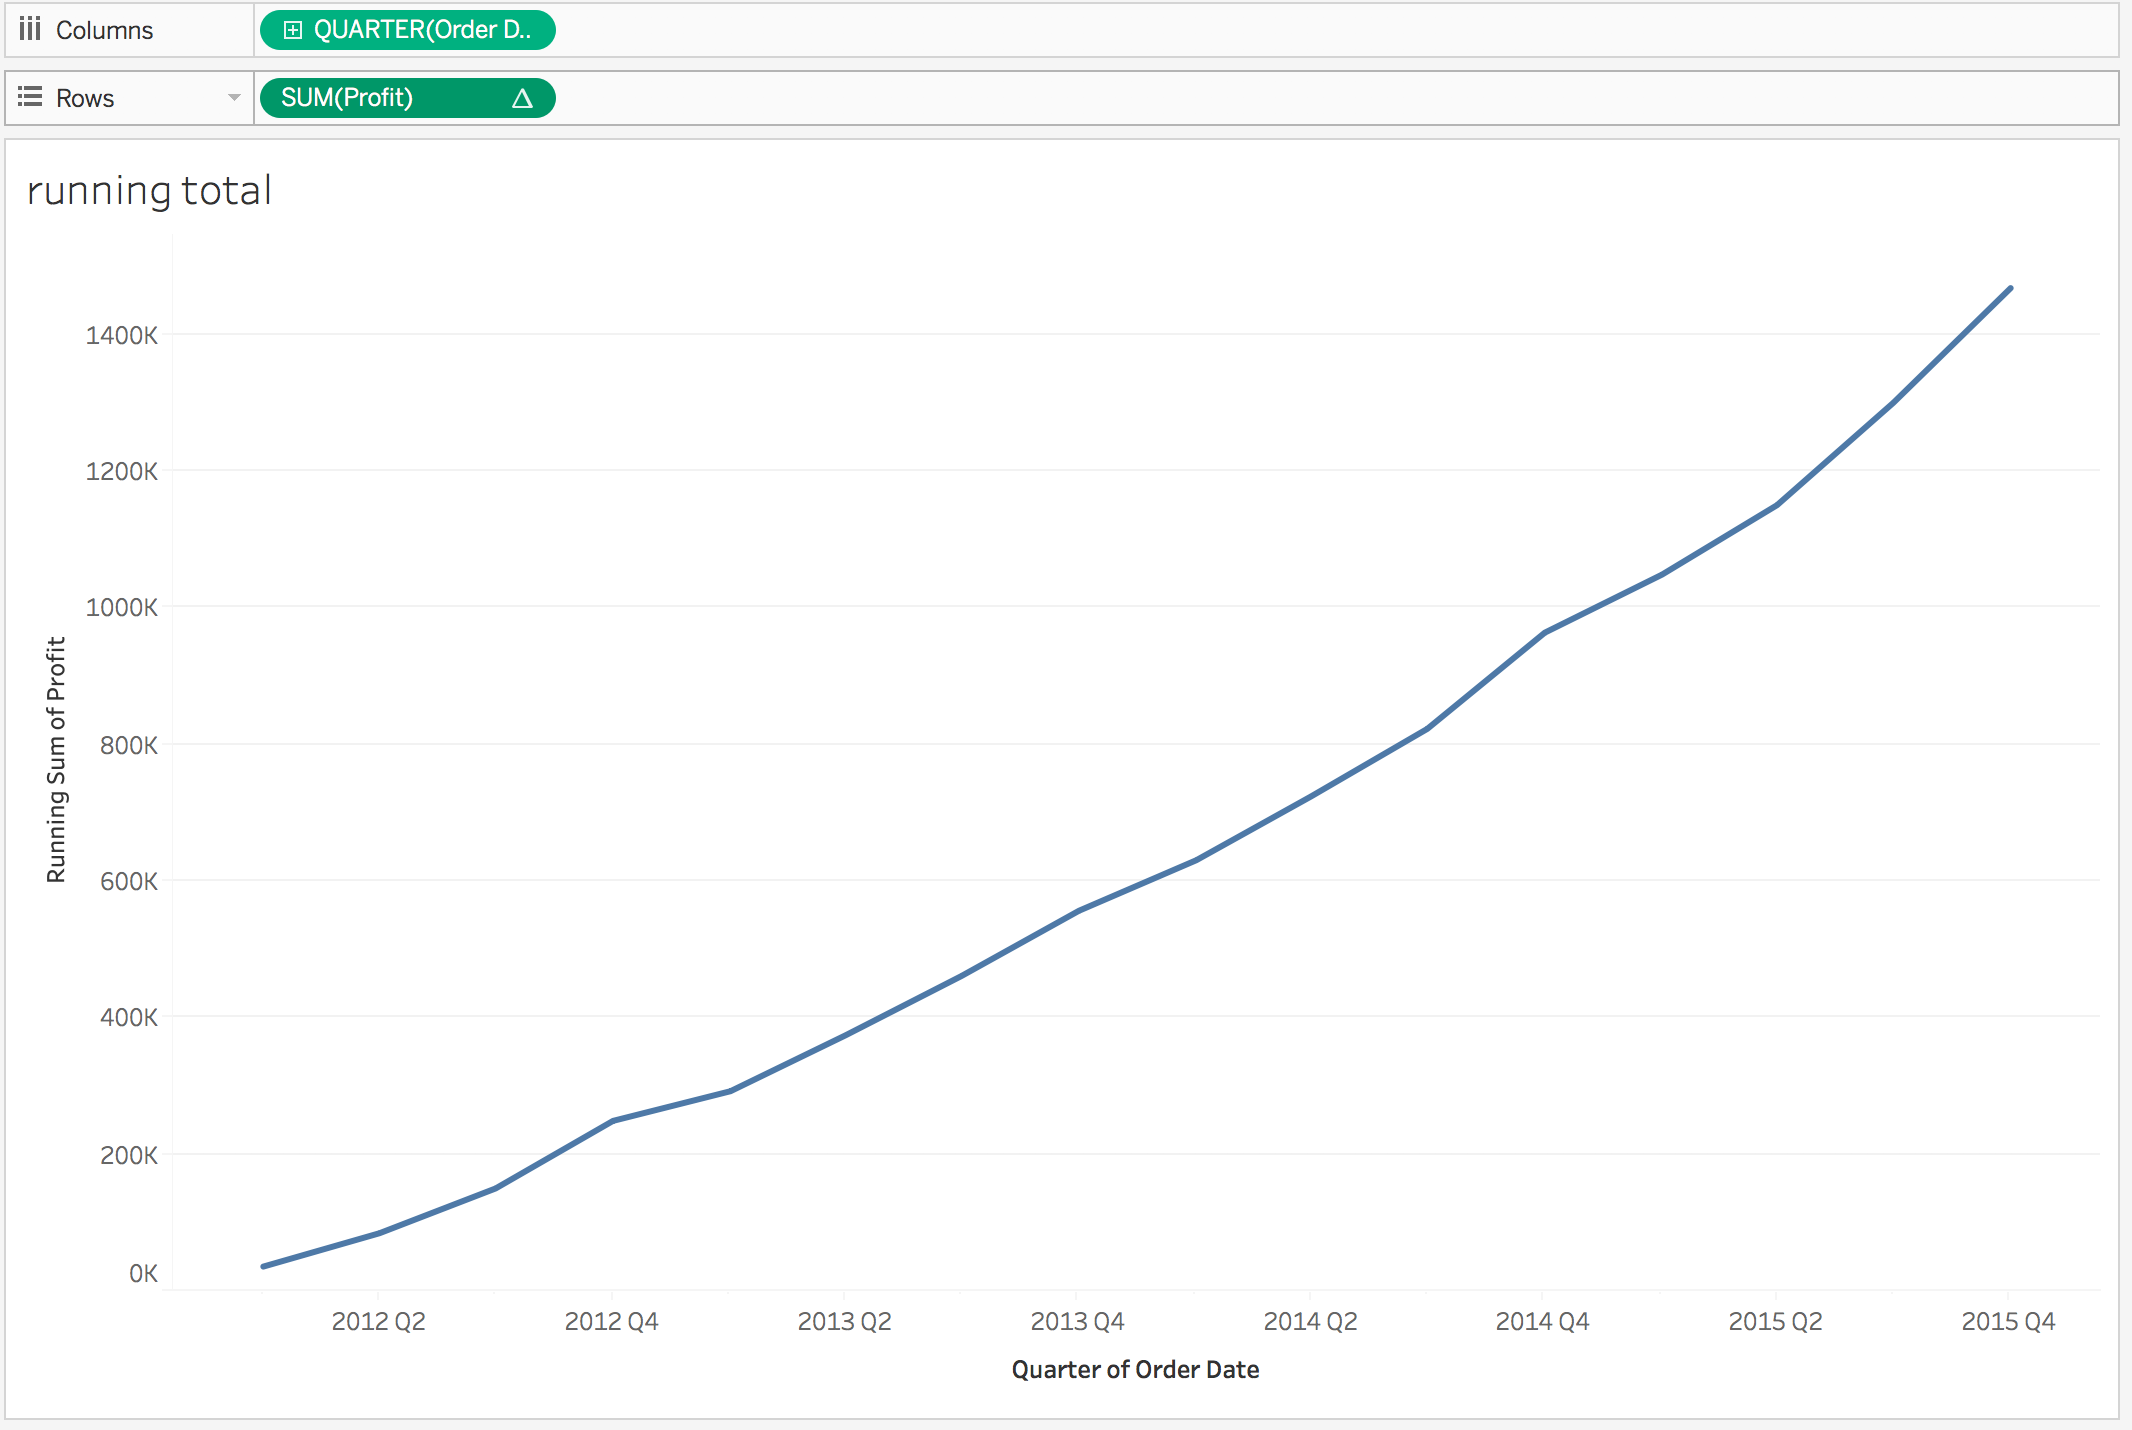 Columns
QUARTER(Order D..
Rows
SUM(Profit)
running total
1400K
1200K
1000K
800K
600K
400K
200K
0K
Running Sum of Profit
2012 Q2
2012 Q4
2013 Q2
2013 Q4
2014 Q2
2014 Q4
2015 Q2
2015 Q4
Quarter of Order Date